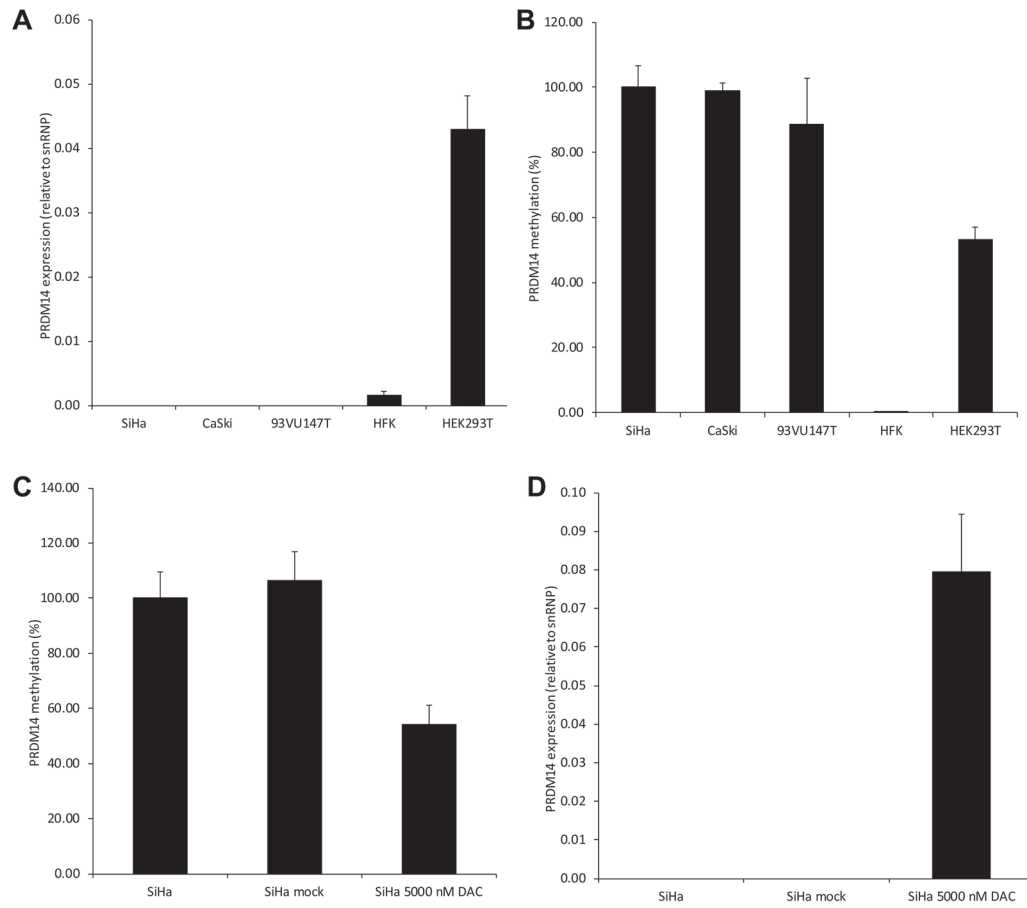 A
PRDM14 expression (relative to snRNP)
0.06
0.05
0.04
0.03
0.02
0.01
0.00
SiHa CaSki 93VU147T HFK HEK293T
B
PRDM14 methylation (%)
120.00
100.00
80.00
60.00
40.00
20.00
0.00
SiHa CaSki 93VU147T HFK HEK293T
C
PRDM14 methylation (%)
140.00
120.00
100.00
80.00
60.00
40.00
20.00
0.00
SiHa SiHa mock SiHa 5000 nM DAC
D
PRDM14 expression (relative to snRNP)
0.10
0.09
0.08
0.07
0.06
0.05
0.04
0.03
0.02
0.01
0.00
SiHa SiHa mock SiHa 5000 nM DAC